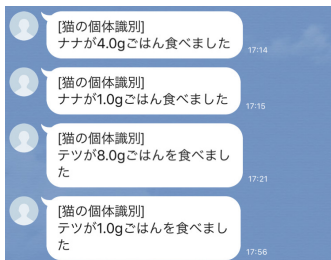 [猫の個体識別]
ナナが4.0gごはん食べました
17:14
[猫の個体識別]
ナナが1.0gごはん食べました
17:15
[猫の個体識別]
テツが8.0gごはんを食べまし
た
17:21
[猫の個体識別]
テツが1.0gごはんを食べまし
た
17:56